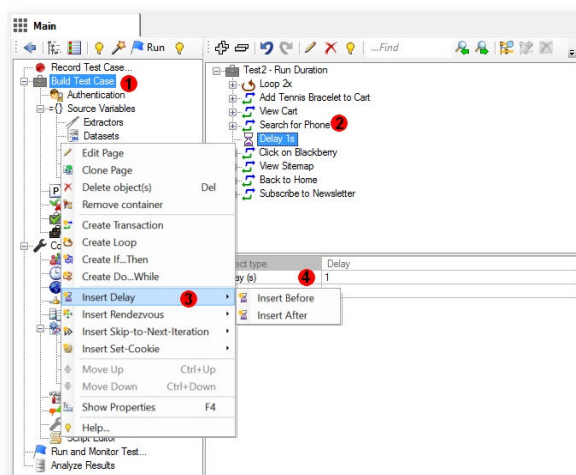 Main
Run
...Find
Record Test Case...
Build Test Case
1
Authentication
={} Source Variables
Extractors
Datasets
Edit Page
Clone Page
Delete object(s) Del
Remove container
Create Transaction
Create Loop
Create If...Then
Create Do...While
Insert Delay
3
Insert Rendezvous
Insert Skip-to-Next-Iteration
Insert Set-Cookie
Move Up Ctrl+Up
Move Down Ctrl+Down
Show Properties F4
Help...
Script Editor
Run and Monitor Test...
Analyze Results
Test2 - Run Duration
Loop 2x
Add Tennis Bracelet to Cart
View Cart
Search for Phone
2
Delay 1s
Click on Blackberry
View Sitemap
Back to Home
Subscribe to Newsletter
ect type Delay
ay (s) 4 1
Insert Before
Insert After